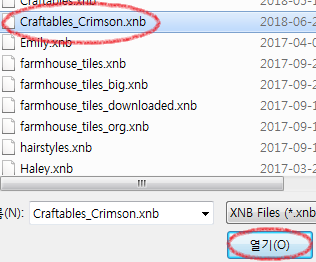 Craftables.xnb 2018-05-1
Craftables_Crimson.xnb 2018-06-2
Emily.xnb 2017-04-0
farmhouse_tiles.xnb 2017-09-2
farmhouse_tiles_big.xnb 2017-09-2
farmhouse_tiles_downloaded.xnb 2017-09-2
farmhouse_tiles_org.xnb 2017-09-2
hairstyles.xnb 2017-09-1
Haley.xnb 2017-03-2
름(N): Craftables_Crimson.xnb XNB Files (*.xnb
열기(O)